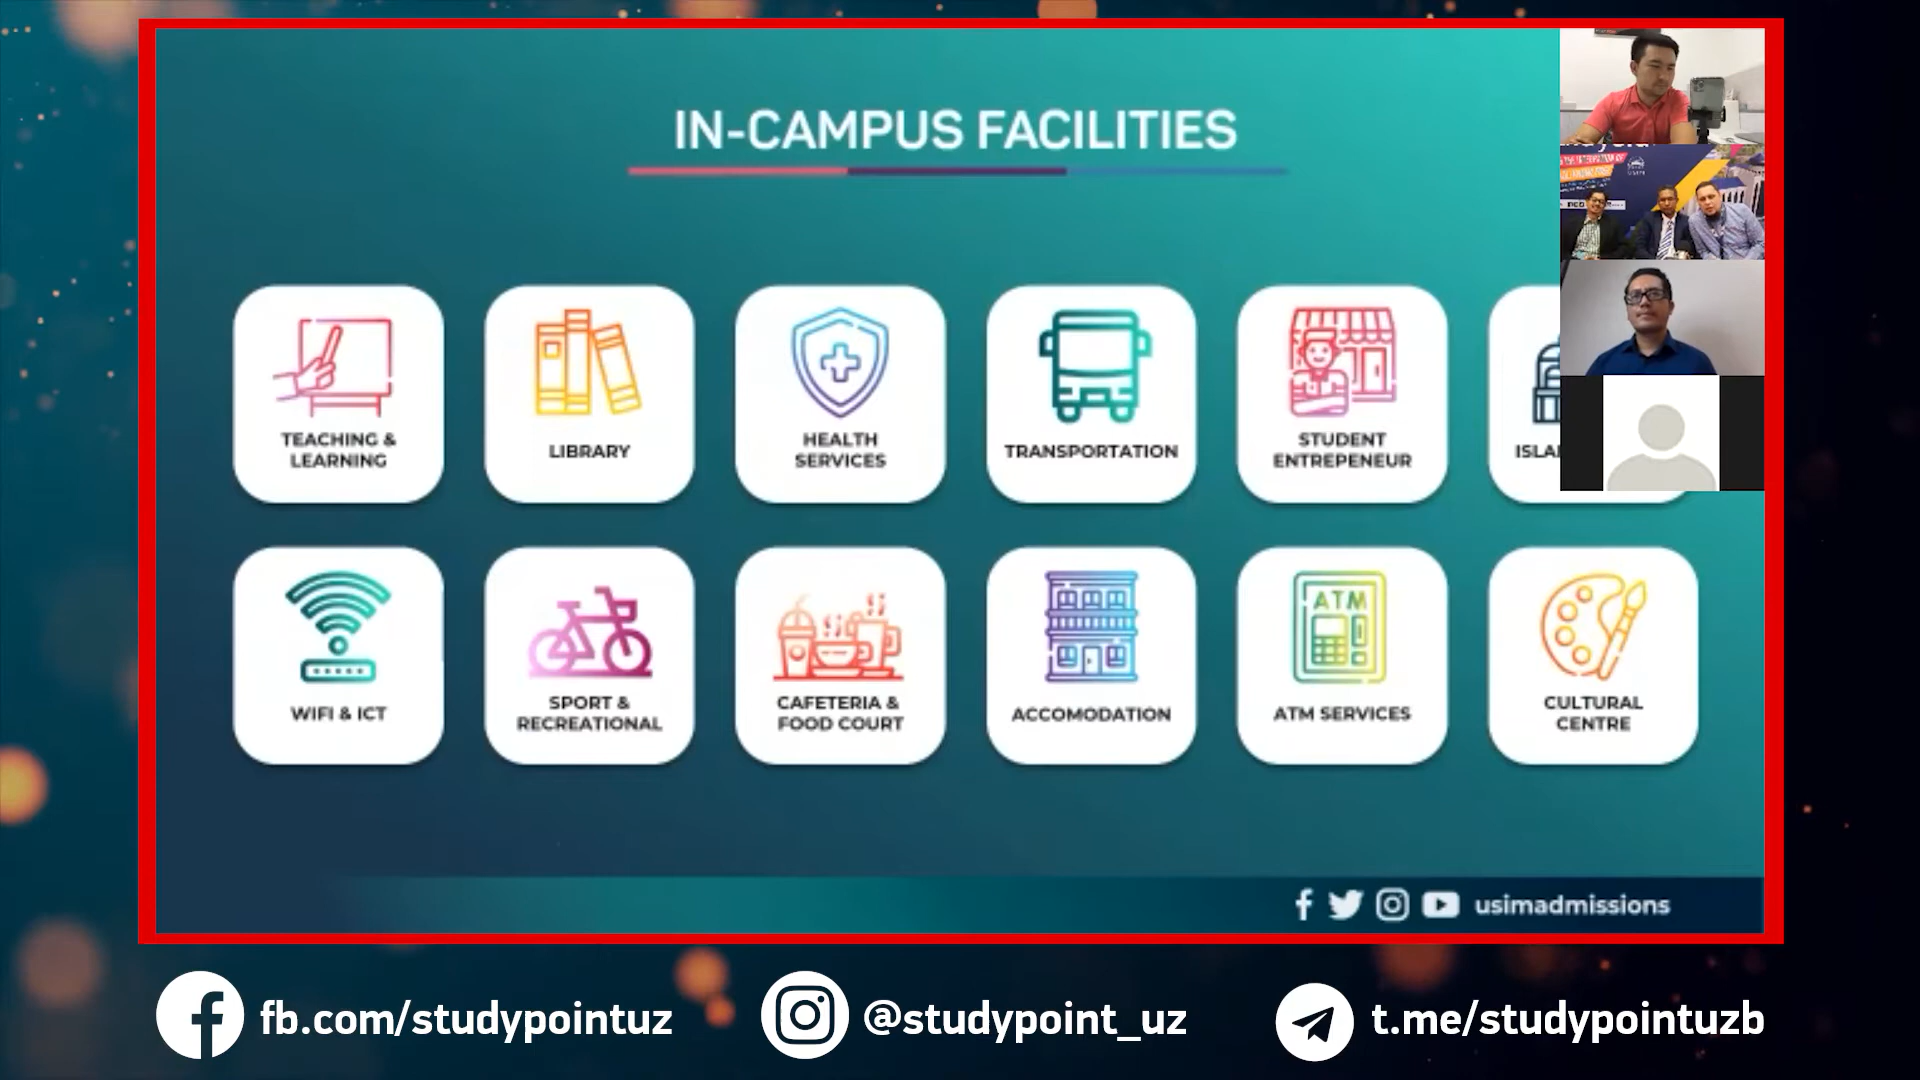 IN-CAMPUS FACILITIES
TEACHING &
LEARNING
LIBRARY
HEALTH
SERVICES
TRANSPORTATION
STUDENT
ENTREPENEUR
WIFI & ICT
SPORT &
RECREATIONAL
CAFETERIA &
FOOD COURT
ACCOMODATION
ATM
ATM SERVICES
CULTURAL
CENTRE
usimadmissions
fb.com/studypointuz
@studypoint_uz
t.me/studypointuzb